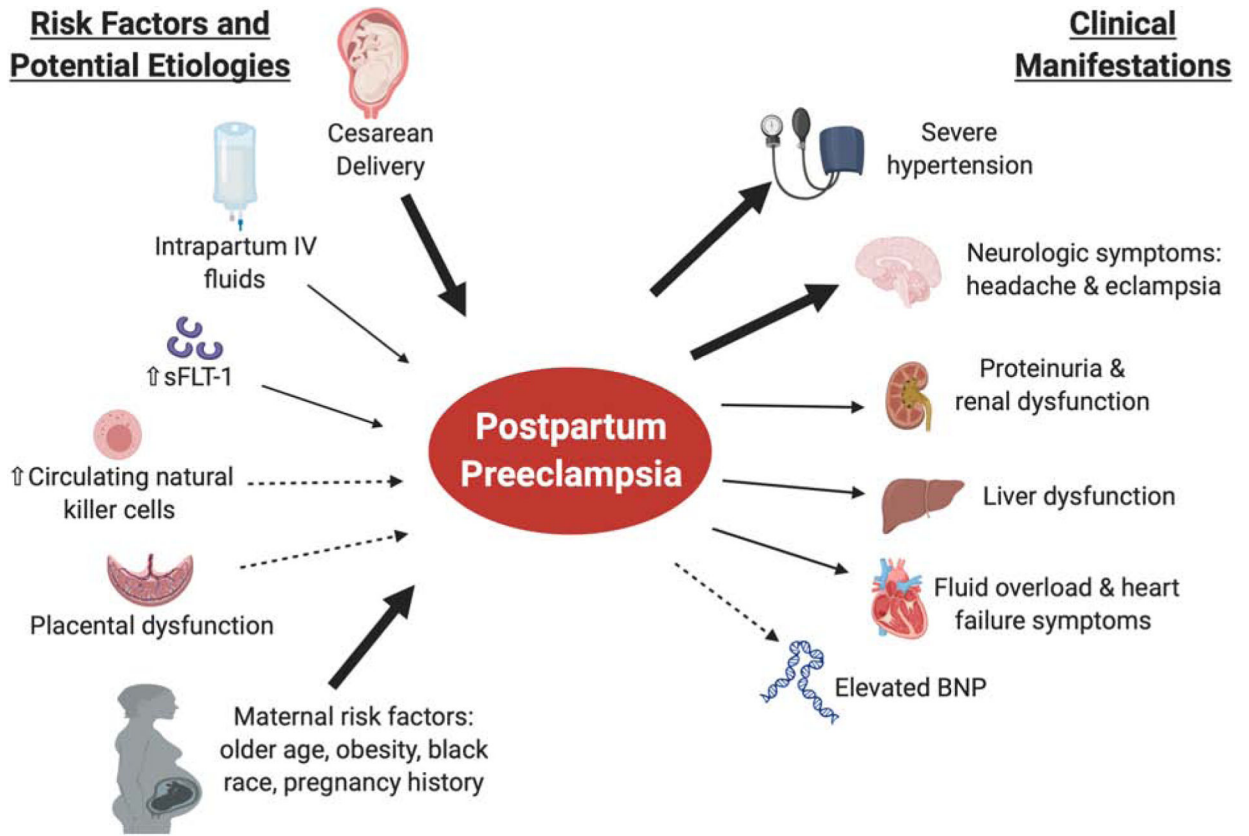 Risk Factors and
Potential Etiologies
Cesarean
Delivery
Intrapartum IV
fluids
⇧sFLT-1
⇧Circulating natural
killer cells
Placental dysfunction
Maternal risk factors:
older age, obesity, black
race, pregnancy history
Postpartum
Preeclampsia
Clinical
Manifestations
Severe
hypertension
Neurologic symptoms:
headache & eclampsia
Proteinuria &
renal dysfunction
Liver dysfunction
Fluid overload & heart
failure symptoms
Elevated BNP